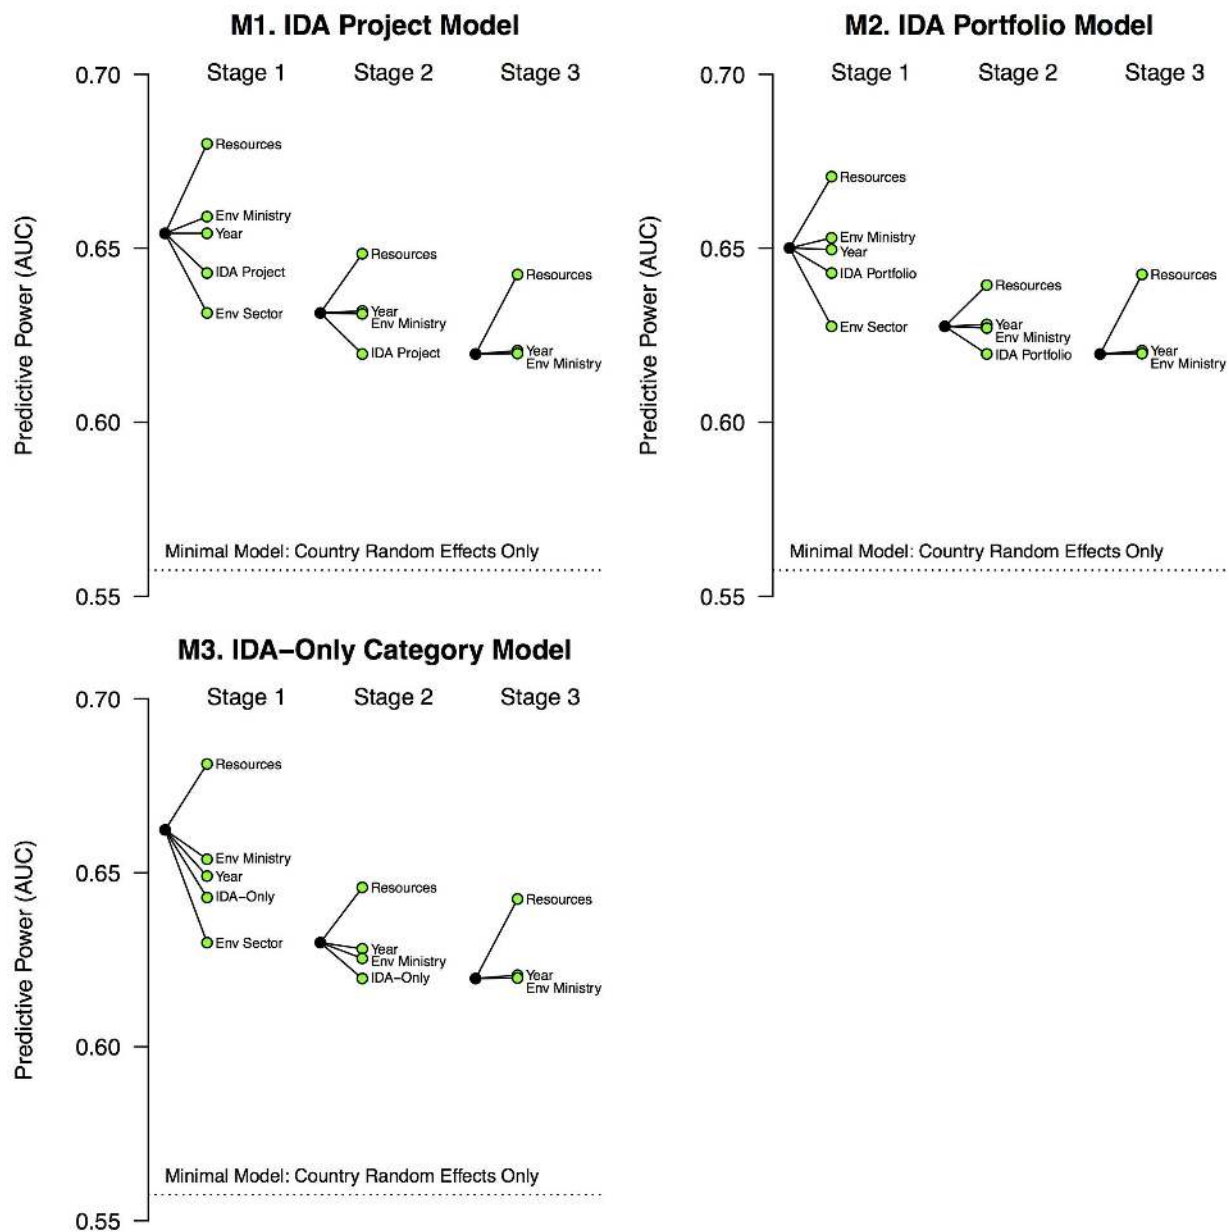 M1. IDA Project Model
Predictive Power (AUC)
0.70
0.65
0.60
0.55
Stage 1
Stage 2
Stage 3
Resources
Env Ministry
Year
IDA Project
Env Sector
Resources
Year
Env Ministry
IDA Project
Resources
Year
Env Ministry
Minimal Model: Country Random Effects Only
M2. IDA Portfolio Model
Predictive Power (AUC)
0.70
0.65
0.60
0.55
Stage 1
Stage 2
Stage 3
Resources
Env Ministry
Year
IDA Portfolio
Env Sector
Resources
Year
Env Ministry
IDA Portfolio
Resources
Year
Env Ministry
Minimal Model: Country Random Effects Only
M3. IDA−Only Category Model
Predictive Power (AUC)
0.70
0.65
0.60
0.55
Stage 1
Stage 2
Stage 3
Resources
Env Ministry
Year
IDA−Only
Env Sector
Resources
Year
Env Ministry
IDA−Only
Resources
Year
Env Ministry
Minimal Model: Country Random Effects Only